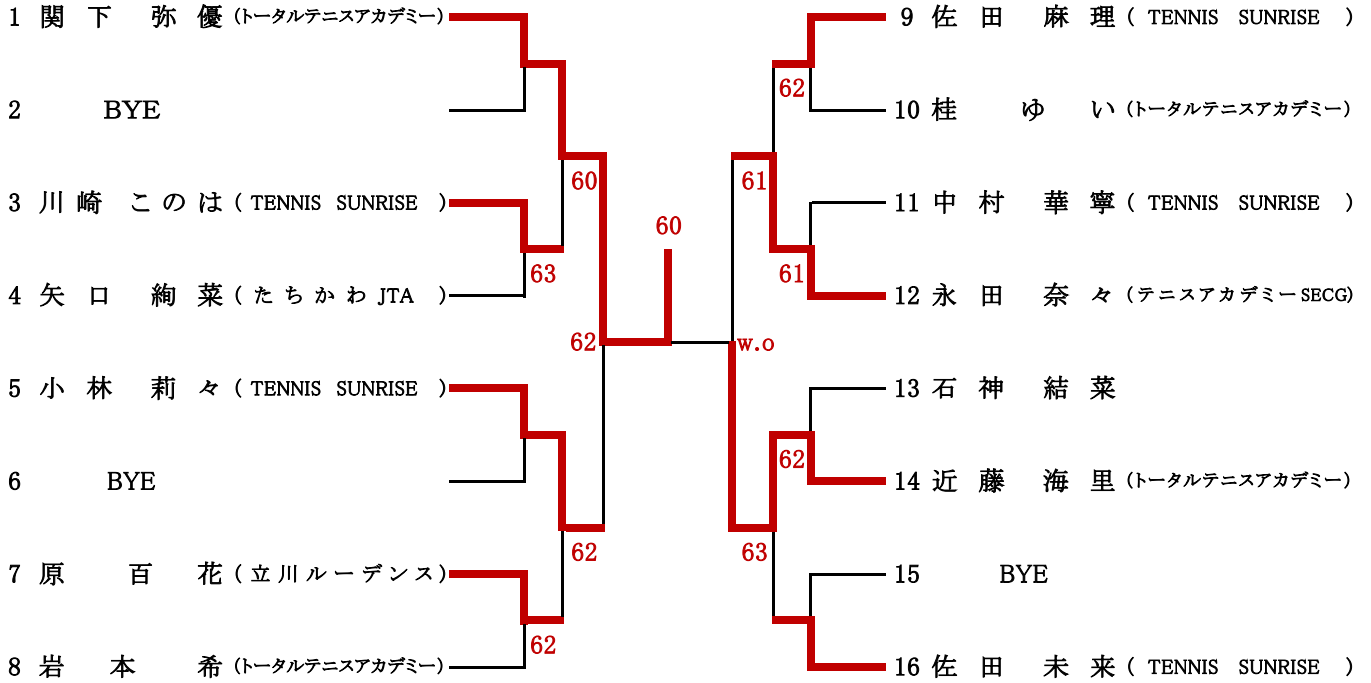 1 関下 弥優 (トータルテニスアカデミー)
2 BYE
3 川崎 このは ( TENNIS SUNRISE )
4 矢口 絢菜 ( たちかわ JTA )
5 小林 莉々 ( TENNIS SUNRISE )
6 BYE
7 原 百花 ( 立川ルーデンス )
8 岩本 希 (トータルテニスアカデミー)
60
63
62
62
62
60
w.o
62
61
61
62
63
9 佐田 麻理 ( TENNIS SUNRISE )
10 桂 ゆい (トータルテニスアカデミー)
11 中村 華寧 ( TENNIS SUNRISE )
12 永田 奈々 (テニスアカデミーSECG)
13 石神 結菜
14 近藤 海里 (トータルテニスアカデミー)
15 BYE
16 佐田 未来 ( TENNIS SUNRISE )